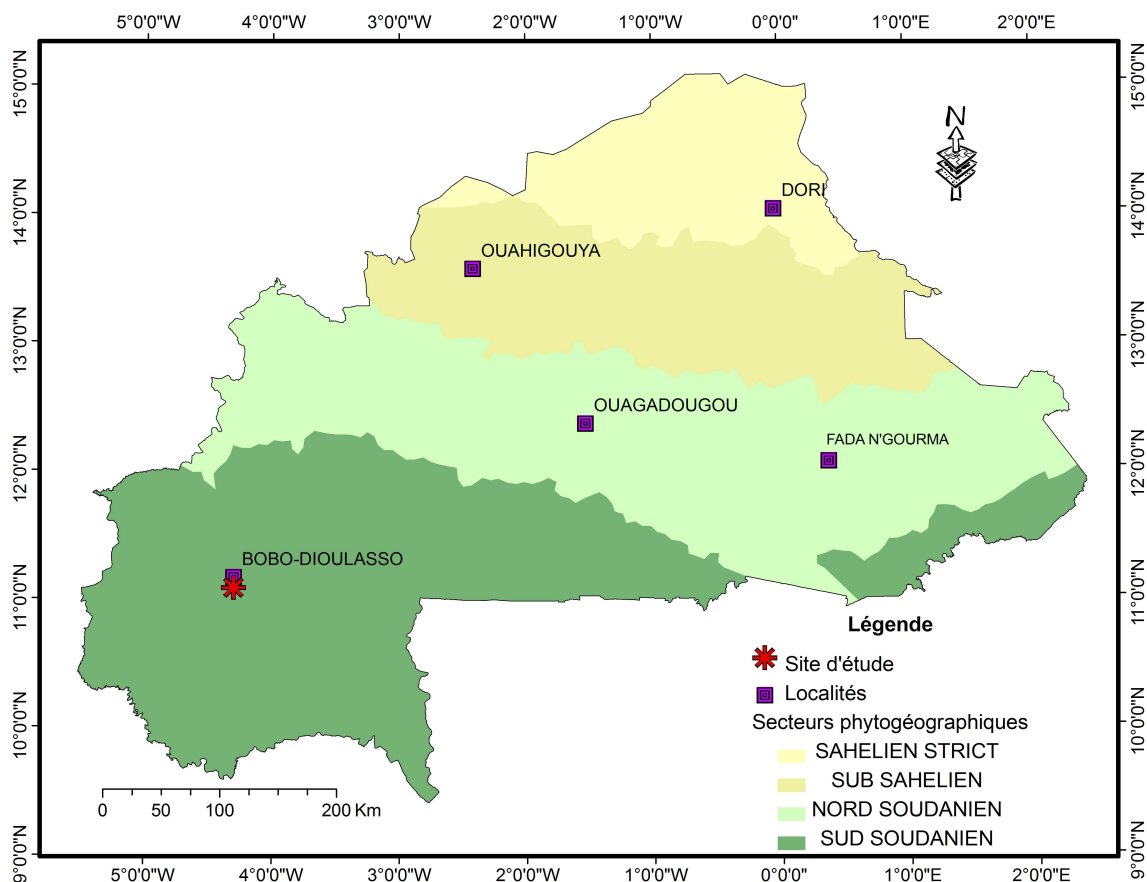 5°0'0"W 4°0'0"W 3°0'0"W 2°0'0"W 1°0'0"W 0°0'0" 1°0'0"E 2°0'0"E
15°0'0"N 15°0'0"N
N
DORI
14°0'0"N 14°0'0"N
OUAHIGOUYA
13°0'0"N 13°0'0"N
OUAGADOUGOU
FADA N'GOURMA
12°0'0"N 12°0'0"N
BOBO-DIOULASSO
11°0'0"N 11°0'0"N
Légende
Site d'étude
Localités
10°0'0"N 10°0'0"N
Secteurs phytogéographiques
SAHELIEN STRICT
SUB SAHELIEN
NORD SOUDANIEN
SUD SOUDANIEN
0 50 100 200 Km
9°0'0"N 9°0'0"N
5°0'0"W 4°0'0"W 3°0'0"W 2°0'0"W 1°0'0"W 0°0'0" 1°0'0"E 2°0'0"E